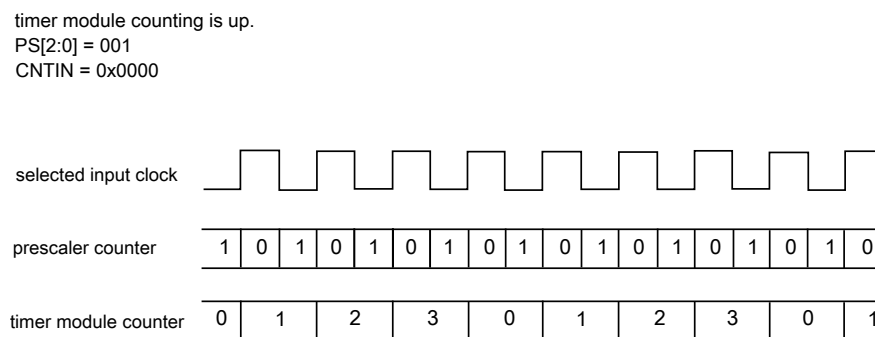 timer module counting is up.
PS[2:0] = 001
CNTIN = 0x0000
selected input clock
prescaler counter 1 0 1 0 1 0 1 0 1 0 1 0 1 0 1 0 1 0
timer module counter 0 1 2 3 0 1 2 3 0 1